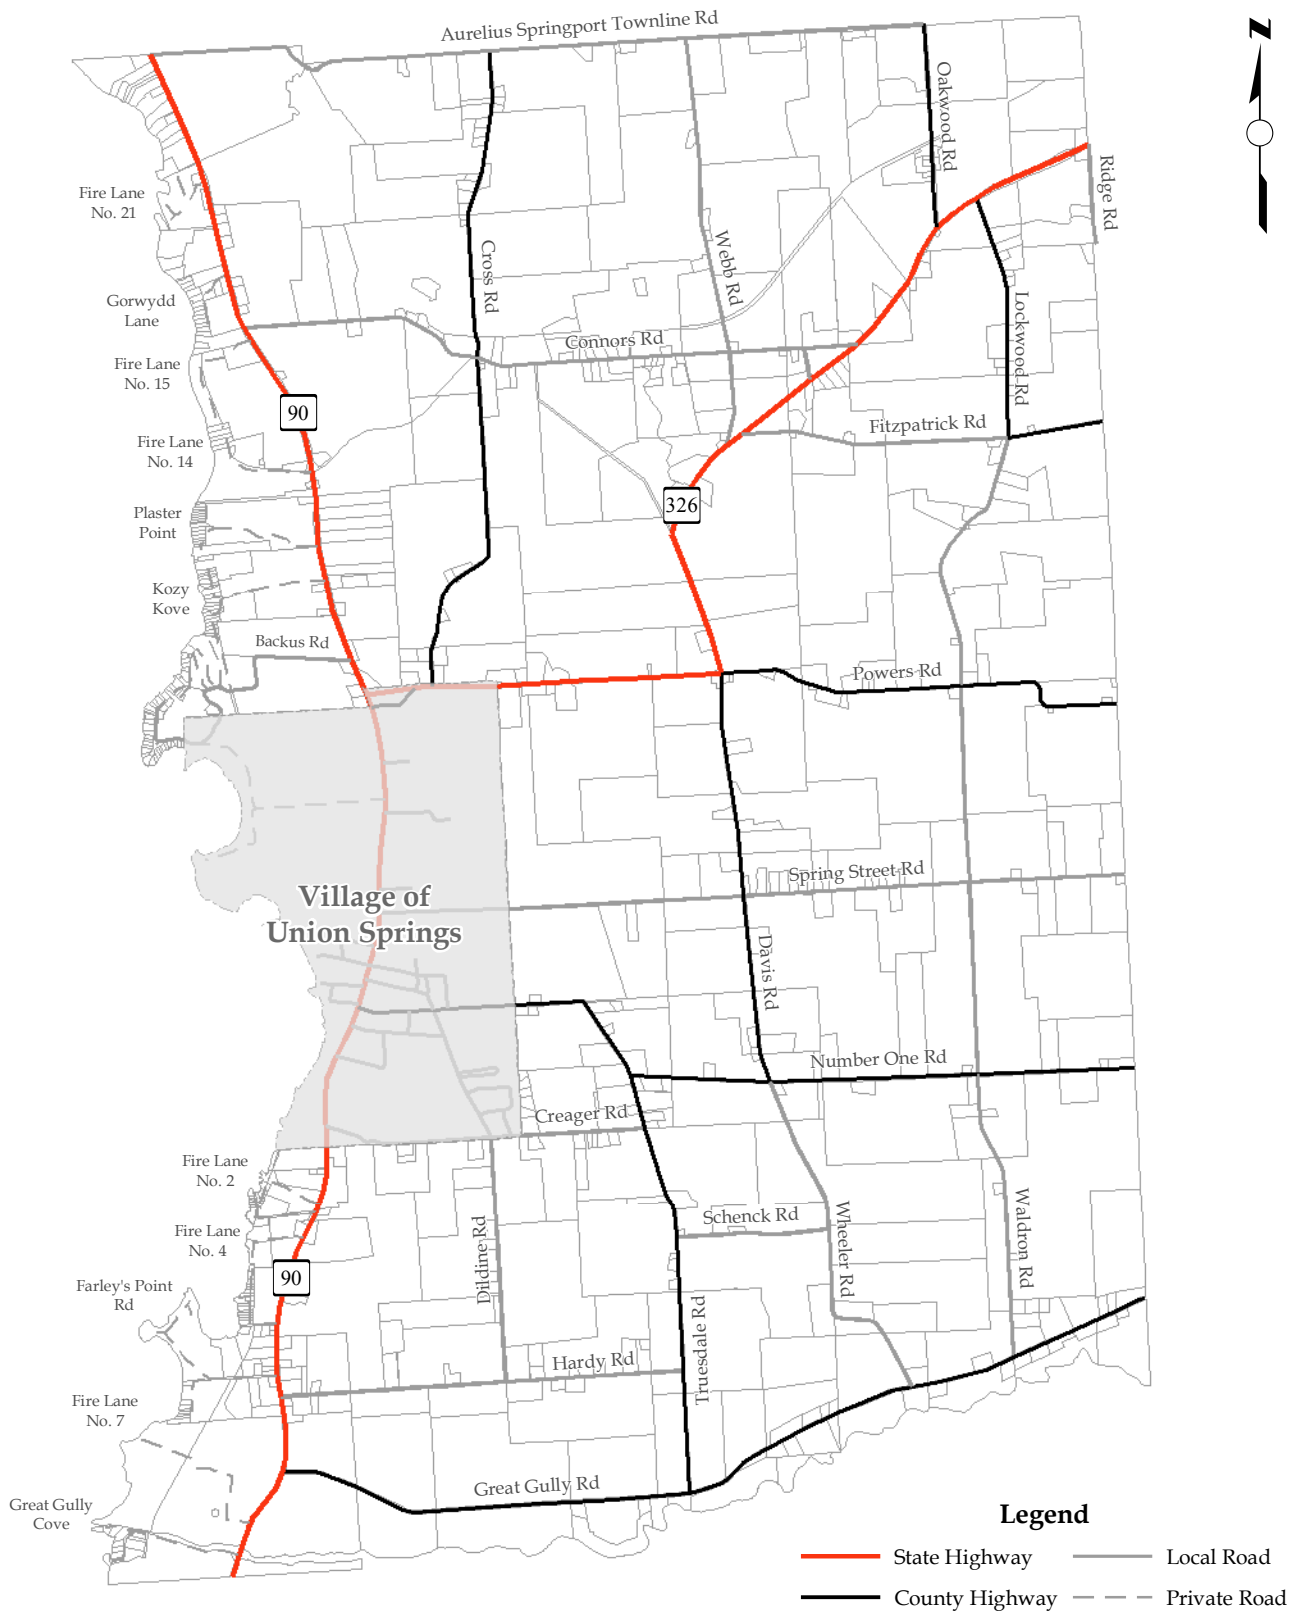 Aurelius Springport Townline Rd
N
Oakwood Rd
Ridge Rd
Fire Lane
No. 21
Cross Rd
Webb Rd
Gorwydd
Lane
Lockwood Rd
Connors Rd
Fire Lane
No. 15
90
Fitzpatrick Rd
Fire Lane
No. 14
326
Plaster
Point
Kozy
Kove
Backus Rd
Powers Rd
Spring Street Rd
Village of
Union Springs
Davis Rd
Number One Rd
Creager Rd
Fire Lane
No. 2
Schenck Rd
Wheeler Rd
Waldron Rd
Dildine Rd
Fire Lane
No. 4
90
Farley's Point
Rd
Truesdale Rd
Hardy Rd
Fire Lane
No. 7
Great Gully Rd
Great Gully
Cove
Legend
State Highway
Local Road
County Highway
Private Road